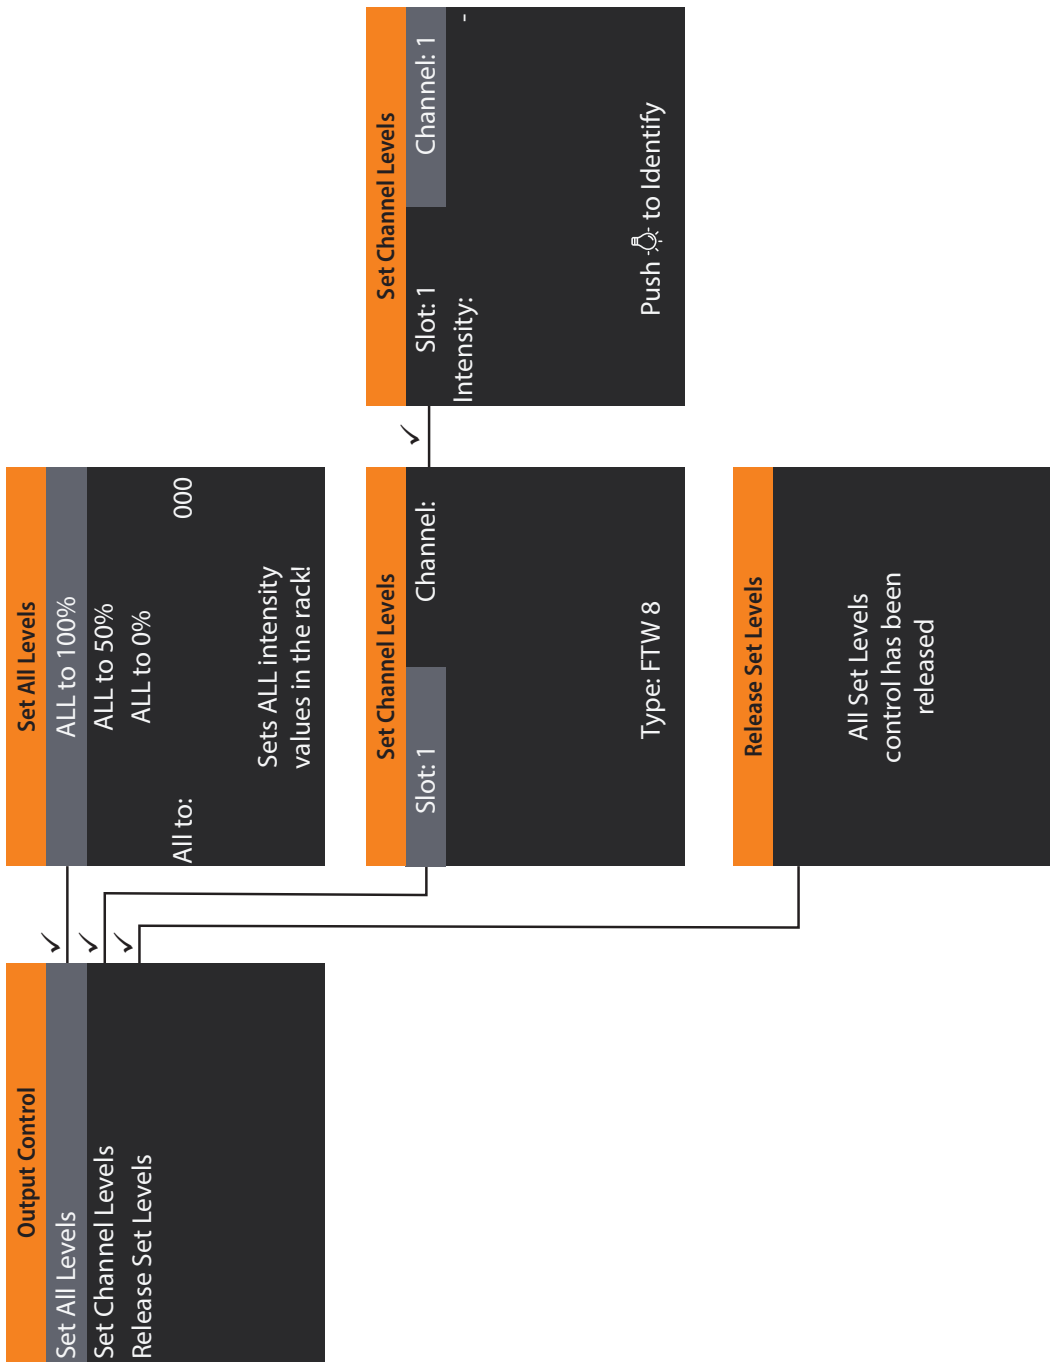 Output Control
Set All Levels
Set Channel Levels
Release Set Levels
Set All Levels
ALL to 100%
ALL to 50%
ALL to 0%
All to: 000
Sets ALL intensity
values in the rack!
Set Channel Levels
Slot: 1 Channel:
Type: FTW 8
Set Channel Levels
Slot: 1 Channel: 1
Intensity: -
Push to Identify
Release Set Levels
All Set Levels
control has been
released